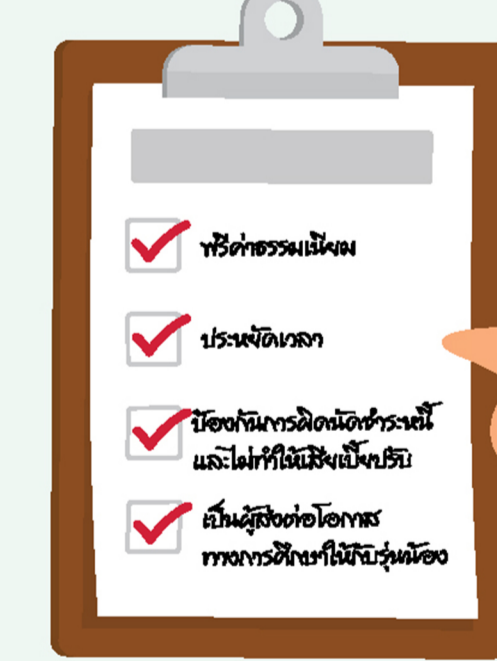 ฟรีค่าธรรมเนียม
ประหยัดเวลา
ป้องกันการผิดนัดชำระหนี้
และไม่ทำให้เสียเบี้ยปรับ
เป็นผู้ส่งต่อโอกาส
ทางการศึกษาให้กับรุ่นน้อง